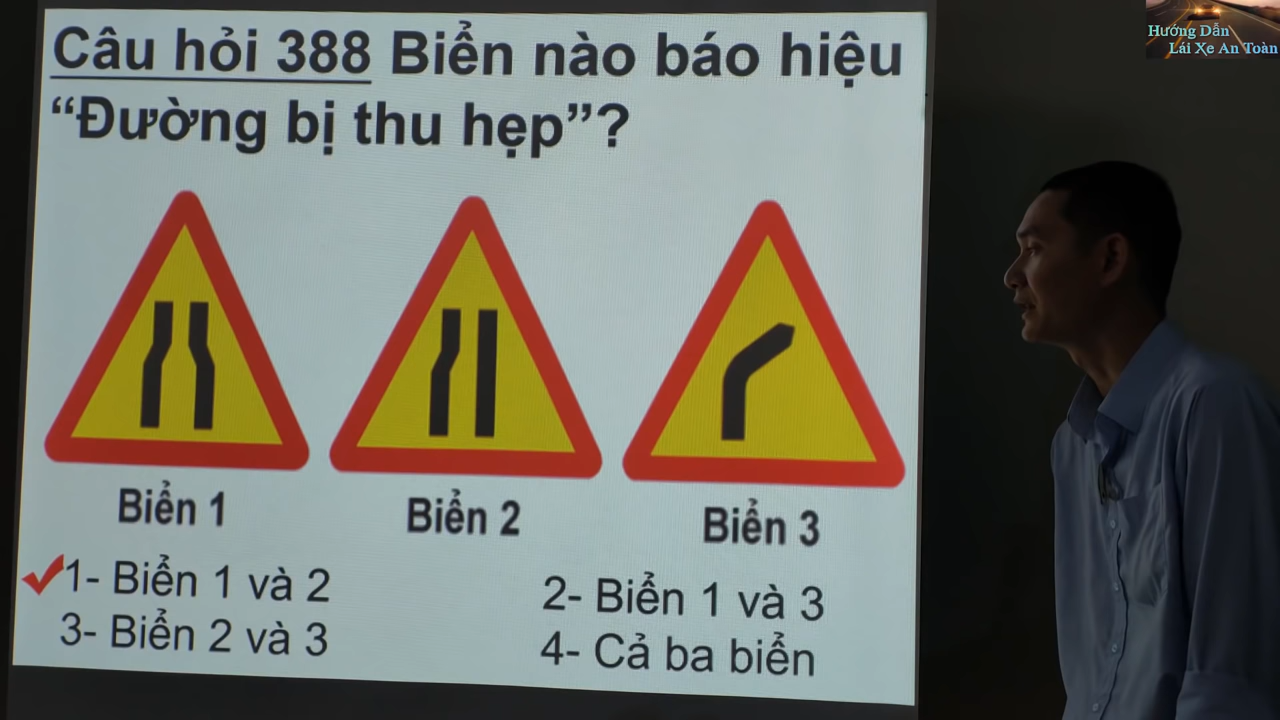 Câu hỏi 388 Biển nào báo hiệu
“Đường bị thu hẹp”?
Biển 1
Biển 2
Biển 3
1- Biển 1 và 2
2- Biển 1 và 3
3- Biển 2 và 3
4- Cả ba biển
Hướng Dẫn
Lái Xe An Toàn